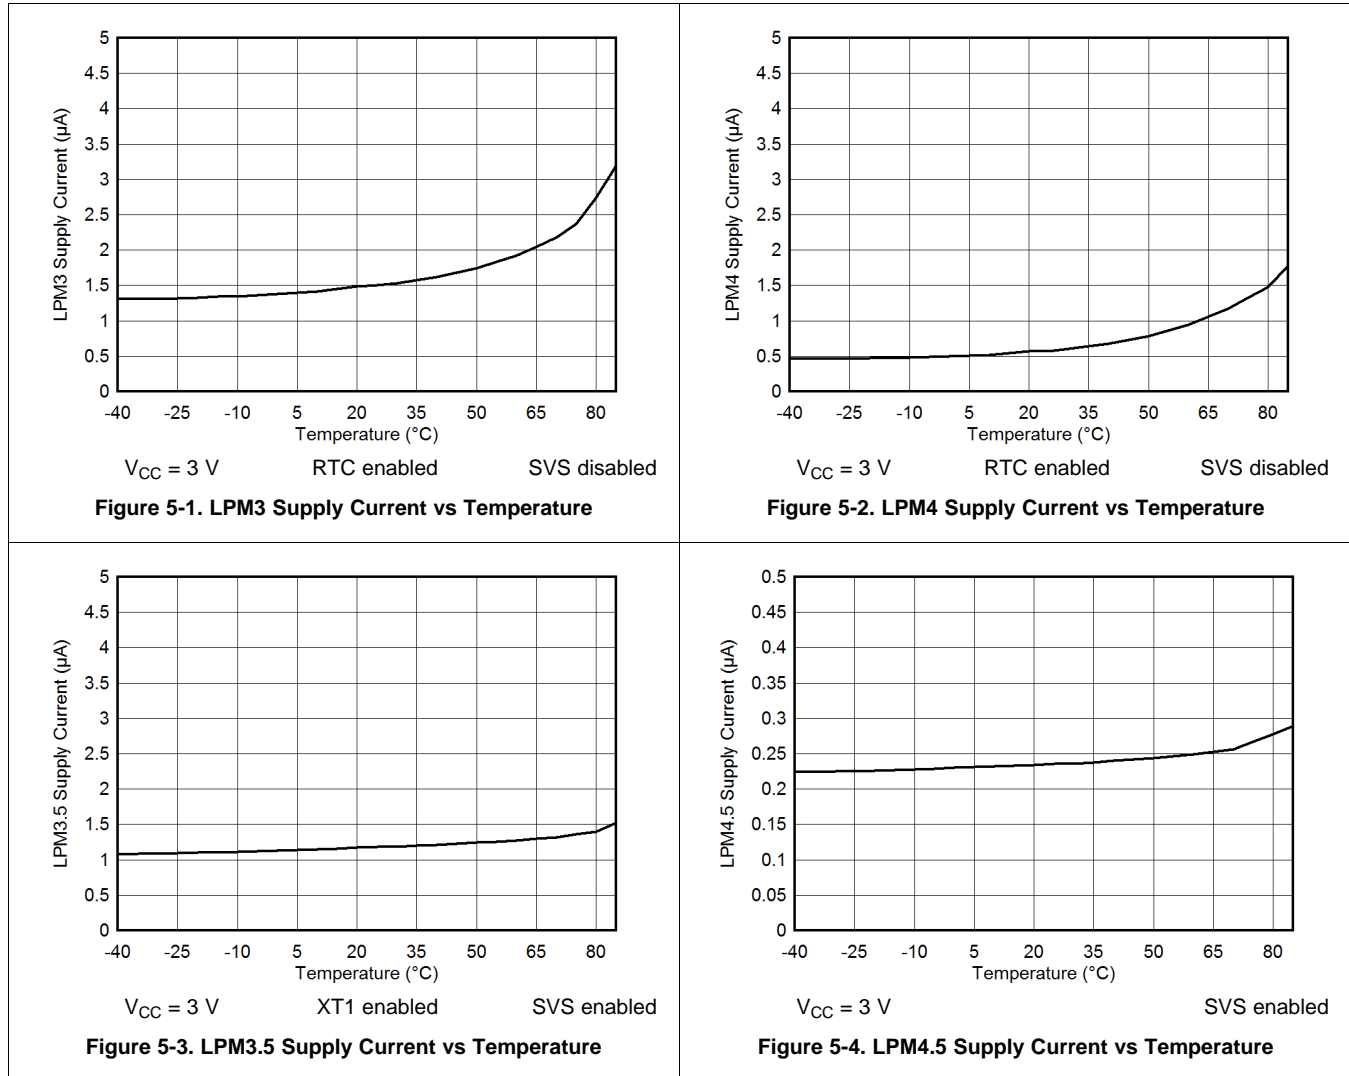 5
4.5
4
3.5
3
2.5
2
1.5
1
0.5
0
LPM3 Supply Current (µA)
-40 -25 -10 5 20 35 50 65 80
Temperature (°C)
VCC = 3 V RTC enabled SVS disabled
Figure 5-1. LPM3 Supply Current vs Temperature
5
4.5
4
3.5
3
2.5
2
1.5
1
0.5
0
LPM4 Supply Current (µA)
-40 -25 -10 5 20 35 50 65 80
Temperature (°C)
VCC = 3 V RTC enabled SVS disabled
Figure 5-2. LPM4 Supply Current vs Temperature
5
4.5
4
3.5
3
2.5
2
1.5
1
0.5
0
LPM3.5 Supply Current (µA)
-40 -25 -10 5 20 35 50 65 80
Temperature (°C)
VCC = 3 V XT1 enabled SVS enabled
Figure 5-3. LPM3.5 Supply Current vs Temperature
0.5
0.45
0.4
0.35
0.3
0.25
0.2
0.15
0.1
0.05
0
LPM4.5 Supply Current (µA)
-40 -25 -10 5 20 35 50 65 80
Temperature (°C)
VCC = 3 V SVS enabled
Figure 5-4. LPM4.5 Supply Current vs Temperature